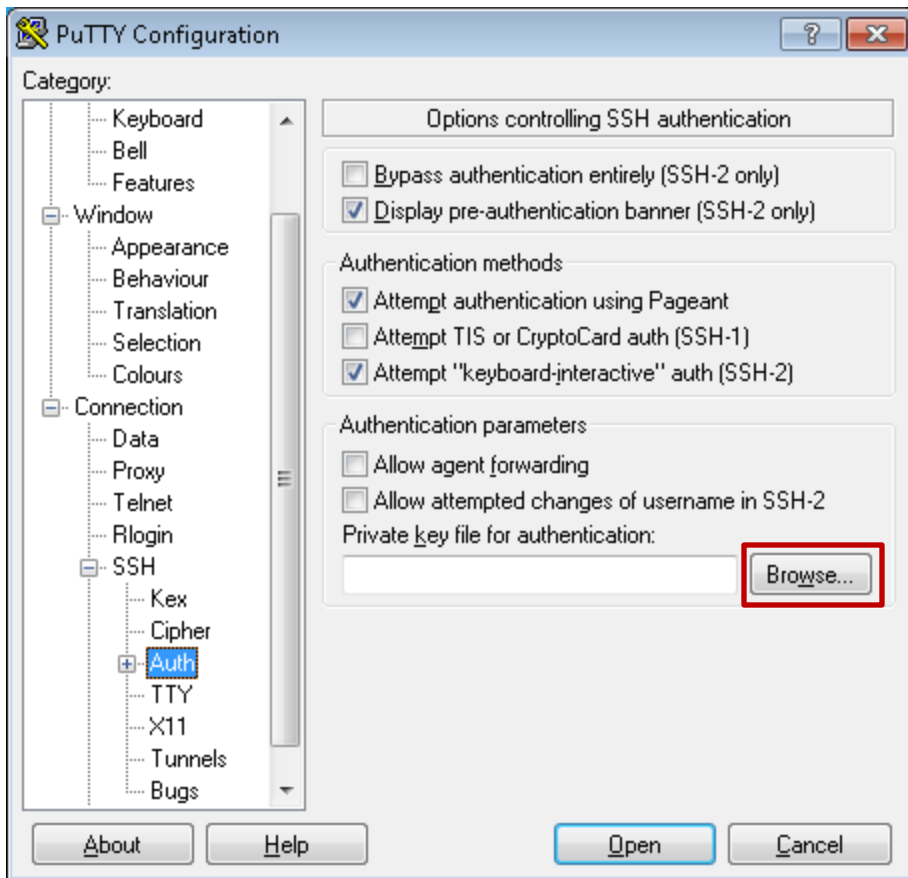 PuTTY Configuration
Category:
Keyboard
Bell
Features
Window
Appearance
Behaviour
Translation
Selection
Colours
Connection
Data
Proxy
Telnet
Rlogin
SSH
Kex
Cipher
Auth
TTY
X11
Tunnels
Bugs
Options controlling SSH authentication
Bypass authentication entirely (SSH-2 only)
Display pre-authentication banner (SSH-2 only)
Authentication methods
Attempt authentication using Pageant
Attempt TIS or CryptoCard auth (SSH-1)
Attempt "keyboard-interactive" auth (SSH-2)
Authentication parameters
Allow agent forwarding
Allow attempted changes of username in SSH-2
Private key file for authentication:
Browse...
About
Help
Open
Cancel